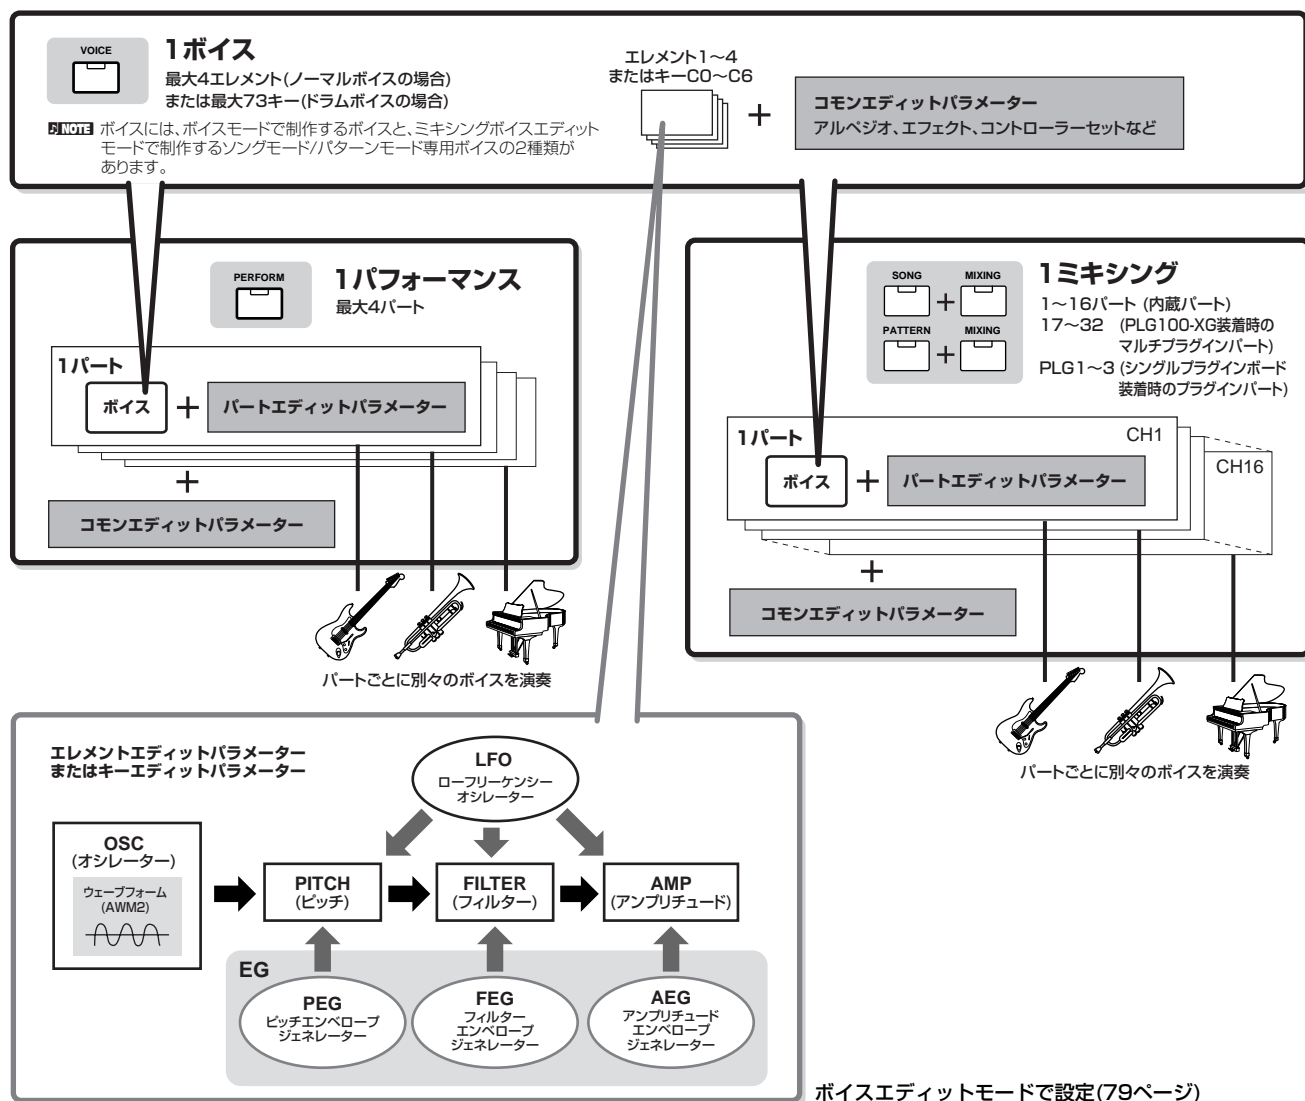 VOICE
1ボイス
最大4エレメント(ノーマルボイスの場合)
または最大73キー(ドラムボイスの場合)
NOTE ボイスには、ボイスモードで制作するボイスと、ミキシングボイスエディット
モードで制作するソングモード/パターンモード専用ボイスの2種類が
あります。
エレメント1～4
またはキーC0～C6
+
コモンエディットパラメーター
アルペジオ、エフェクト、コントローラーセットなど
PERFORM
1パフォーマンス
最大4パート
1パート
ボイス
+
パートエディットパラメーター
+
コモンエディットパラメーター
パートごとに別々のボイスを演奏
SONG + MIXING
PATTERN + MIXING
1ミキシング
1～16パート (内蔵パート)
17～32 (PLG100-XG装着時の
マルチプラグインパート)
PLG1～3 (シングルプラグインボード
装着時のプラグインパート)
1パート
CH1
CH16
ボイス
+
パートエディットパラメーター
+
コモンエディットパラメーター
パートごとに別々のボイスを演奏
エレメントエディットパラメーター
またはキーエディットパラメーター
LFO
ローフリーケンシー
オシレーター
OSC
(オシレーター)
ウェーブフォーム
(AWM2)
PITCH
(ピッチ)
FILTER
(フィルター)
AMP
(アンプリチュード)
EG
PEG
ピッチエンベロープ
ジェネレーター
FEG
フィルター
エンベロープ
ジェネレーター
AEG
アンプリチュード
エンベロープ
ジェネレーター
ボイスエディットモードで設定(79ページ)